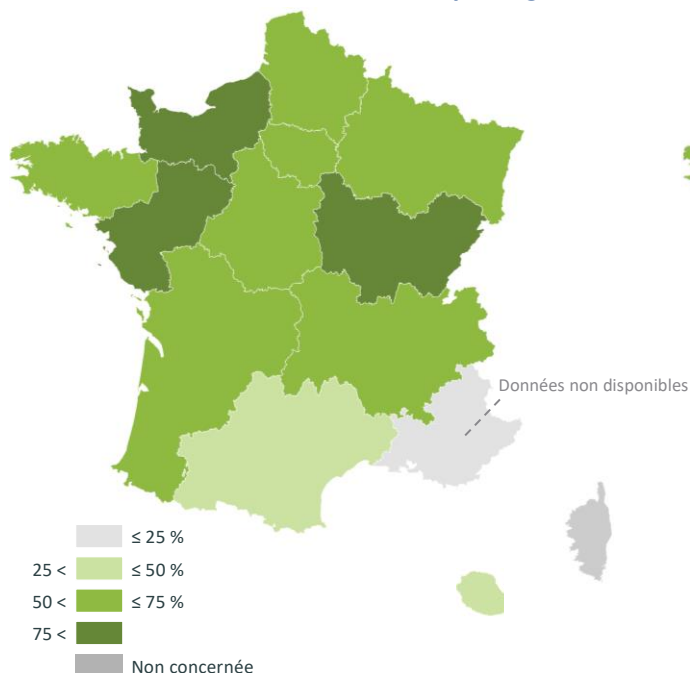 Données non disponibles
≤ 25 %
25 < ≤ 50 %
50 < ≤ 75 %
75 <
Non concernée